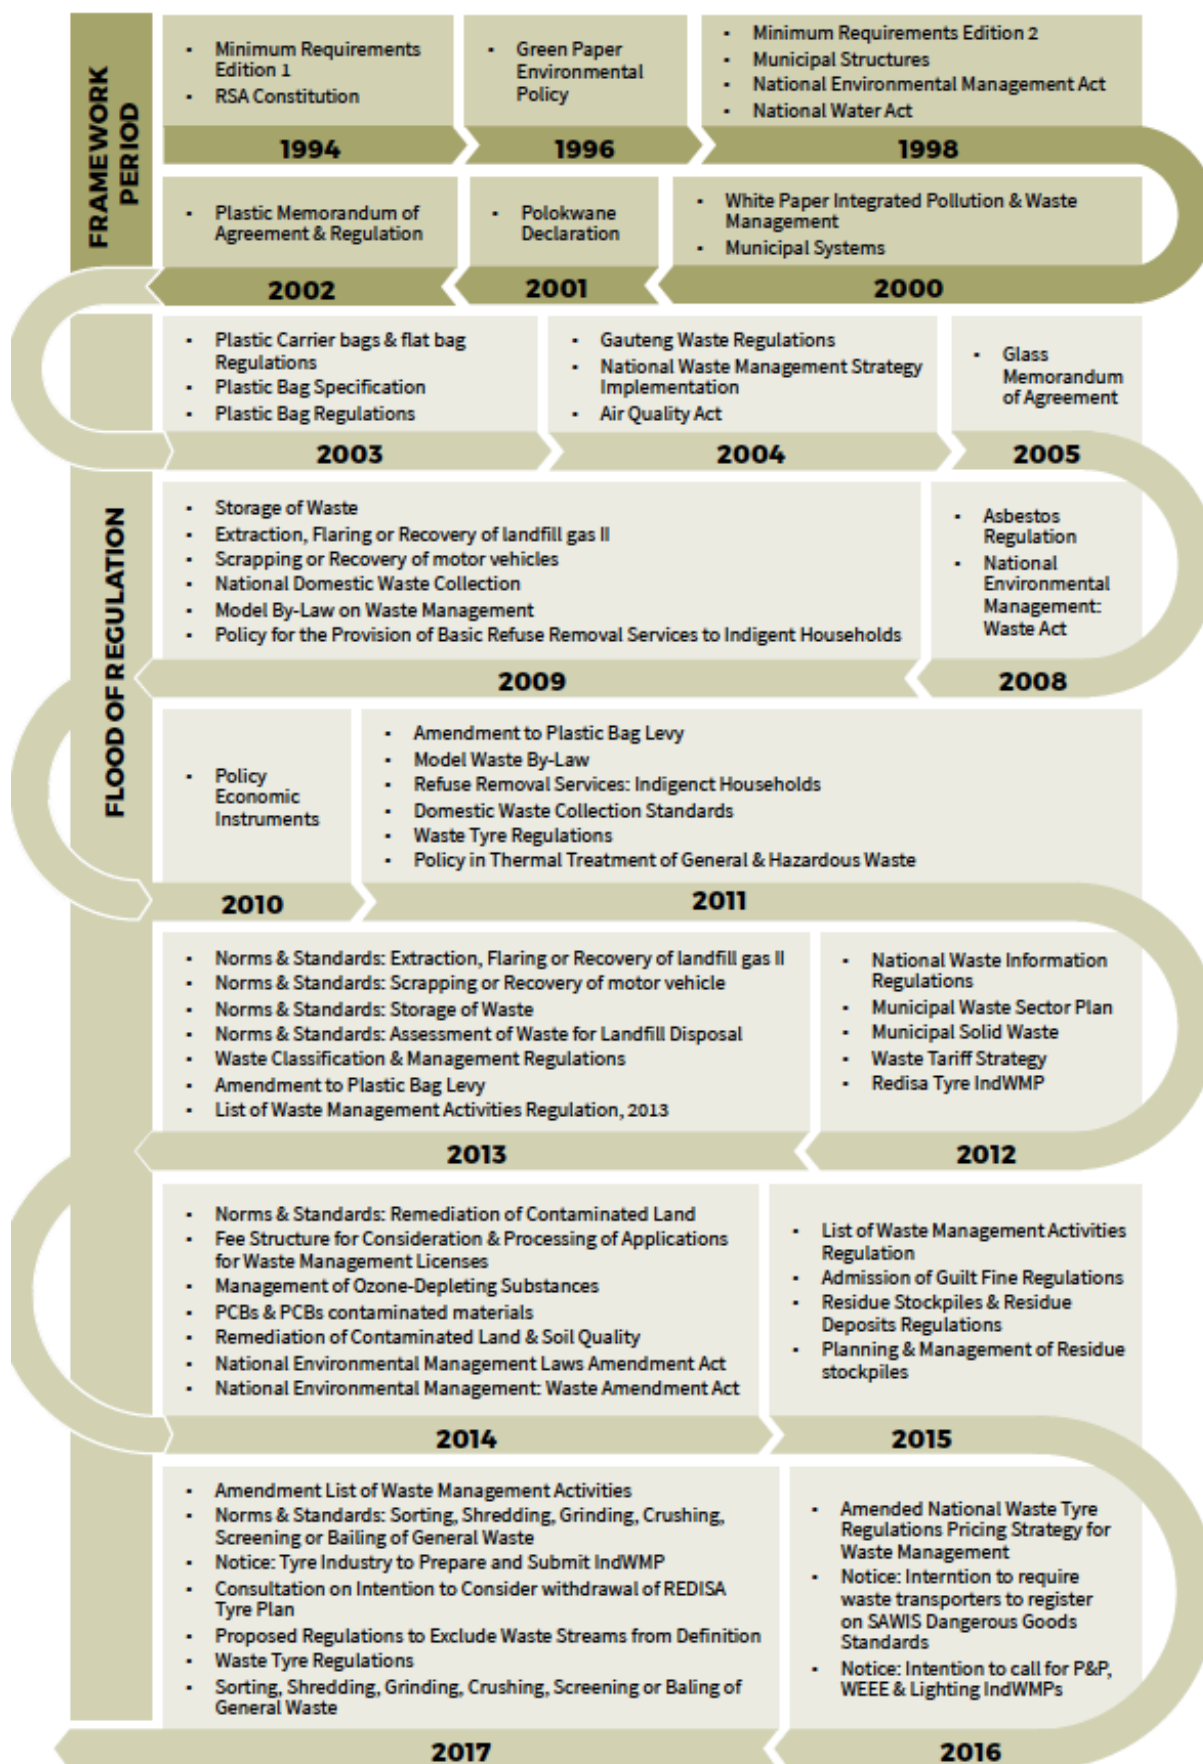 FRAMEWORK
PERIOD
▪ Minimum Requirements
Edition 1
▪ RSA Constitution
1994
▪ Green Paper
Environmental
Policy
1996
▪ Minimum Requirements Edition 2
▪ Municipal Structures
▪ National Environmental Management Act
▪ National Water Act
1998
▪ White Paper Integrated Pollution & Waste
Management
▪ Municipal Systems
2000
▪ Polokwane
Declaration
2001
▪ Plastic Memorandum of
Agreement & Regulation
2002
FLOOD OF REGULATION
▪ Plastic Carrier bags & flat bag
Regulations
▪ Plastic Bag Specification
▪ Plastic Bag Regulations
2003
▪ Gauteng Waste Regulations
▪ National Waste Management Strategy
Implementation
▪ Air Quality Act
2004
▪ Glass
Memorandum
of Agreement
2005
▪ Asbestos
Regulation
▪ National
Environmental
Management:
Waste Act
2008
▪ Storage of Waste
▪ Extraction, Flaring or Recovery of landfill gas II
▪ Scrapping or Recovery of motor vehicles
▪ National Domestic Waste Collection
▪ Model By-Law on Waste Management
▪ Policy for the Provision of Basic Refuse Removal Services to Indigent Households
2009
▪ Policy
Economic
Instruments
2010
▪ Amendment to Plastic Bag Levy
▪ Model Waste By-Law
▪ Refuse Removal Services: Indigenct Households
▪ Domestic Waste Collection Standards
▪ Waste Tyre Regulations
▪ Policy in Thermal Treatment of General & Hazardous Waste
2011
▪ National Waste Information
Regulations
▪ Municipal Waste Sector Plan
▪ Municipal Solid Waste
▪ Waste Tariff Strategy
▪ Redisa Tyre IndWMP
2012
▪ Norms & Standards: Extraction, Flaring or Recovery of landfill gas II
▪ Norms & Standards: Scrapping or Recovery of motor vehicle
▪ Norms & Standards: Storage of Waste
▪ Norms & Standards: Assessment of Waste for Landfill Disposal
▪ Waste Classification & Management Regulations
▪ Amendment to Plastic Bag Levy
▪ List of Waste Management Activities Regulation, 2013
2013
▪ Norms & Standards: Remediation of Contaminated Land
▪ Fee Structure for Consideration & Processing of Applications
for Waste Management Licenses
▪ Management of Ozone-Depleting Substances
▪ PCBs & PCBs contaminated materials
▪ Remediation of Contaminated Land & Soil Quality
▪ National Environmental Management Laws Amendment Act
▪ National Environmental Management: Waste Amendment Act
2014
▪ List of Waste Management Activities
Regulation
▪ Admission of Guilt Fine Regulations
▪ Residue Stockpiles & Residue
Deposits Regulations
▪ Planning & Management of Residue
stockpiles
2015
▪ Amended National Waste Tyre
Regulations Pricing Strategy for
Waste Management
▪ Notice: Interntion to require
waste transporters to register
on SAWIS Dangerous Goods
Standards
▪ Notice: Intention to call for P&P,
WEEE & Lighting IndWMPs
2016
▪ Amendment List of Waste Management Activities
▪ Norms & Standards: Sorting, Shredding, Grinding, Crushing,
Screening or Bailing of General Waste
▪ Notice: Tyre Industry to Prepare and Submit IndWMP
▪ Consultation on Intention to Consider withdrawal of REDISA
Tyre Plan
▪ Proposed Regulations to Exclude Waste Streams from Definition
▪ Waste Tyre Regulations
▪ Sorting, Shredding, Grinding, Crushing, Screening or Baling of
General Waste
2017